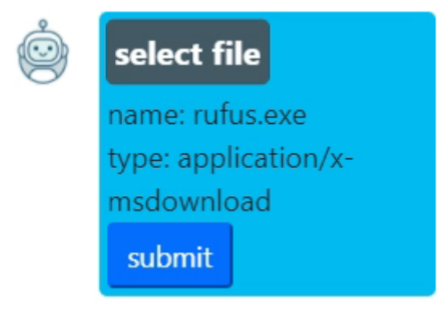 select file
name: rufus.exe
type: application/x-
msdownload
submit